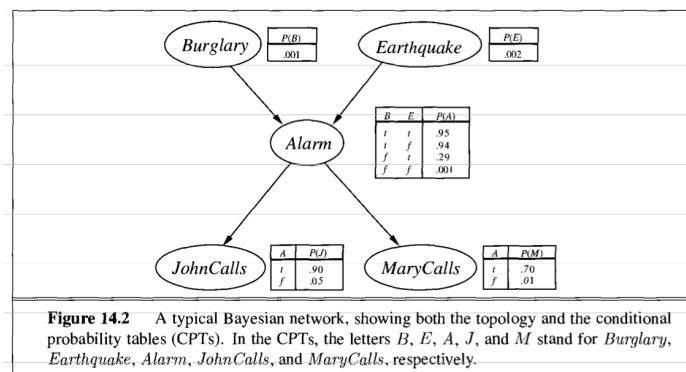 Burglary
P(B)
.001
Earthquake
P(E)
.002
Alarm
B E P(A)
t t .95
t f .94
f t .29
f f .001
JohnCalls
A P(J)
t .90
f .05
MaryCalls
A P(M)
t .70
f .01
Figure 14.2 A typical Bayesian network, showing both the topology and the conditional
probability tables (CPTs). In the CPTs, the letters B, E, A, J, and M stand for Burglary,
Earthquake, Alarm, JohnCalls, and MaryCalls, respectively.